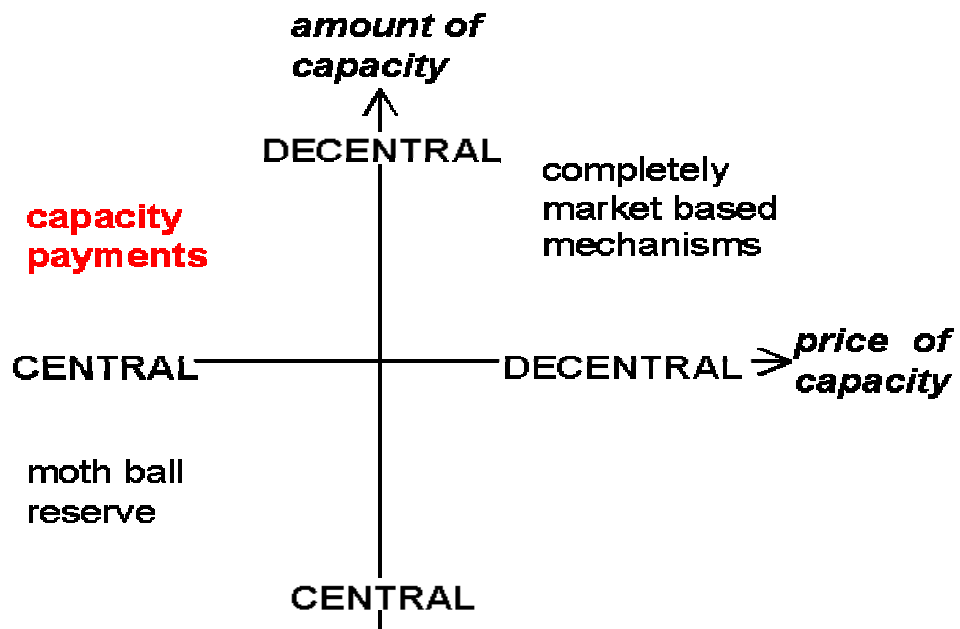 amount of
capacity
DECENTRAL
completely
market based
mechanisms
capacity
payments
CENTRAL
DECENTRAL
price of
capacity
moth ball
reserve
CENTRAL